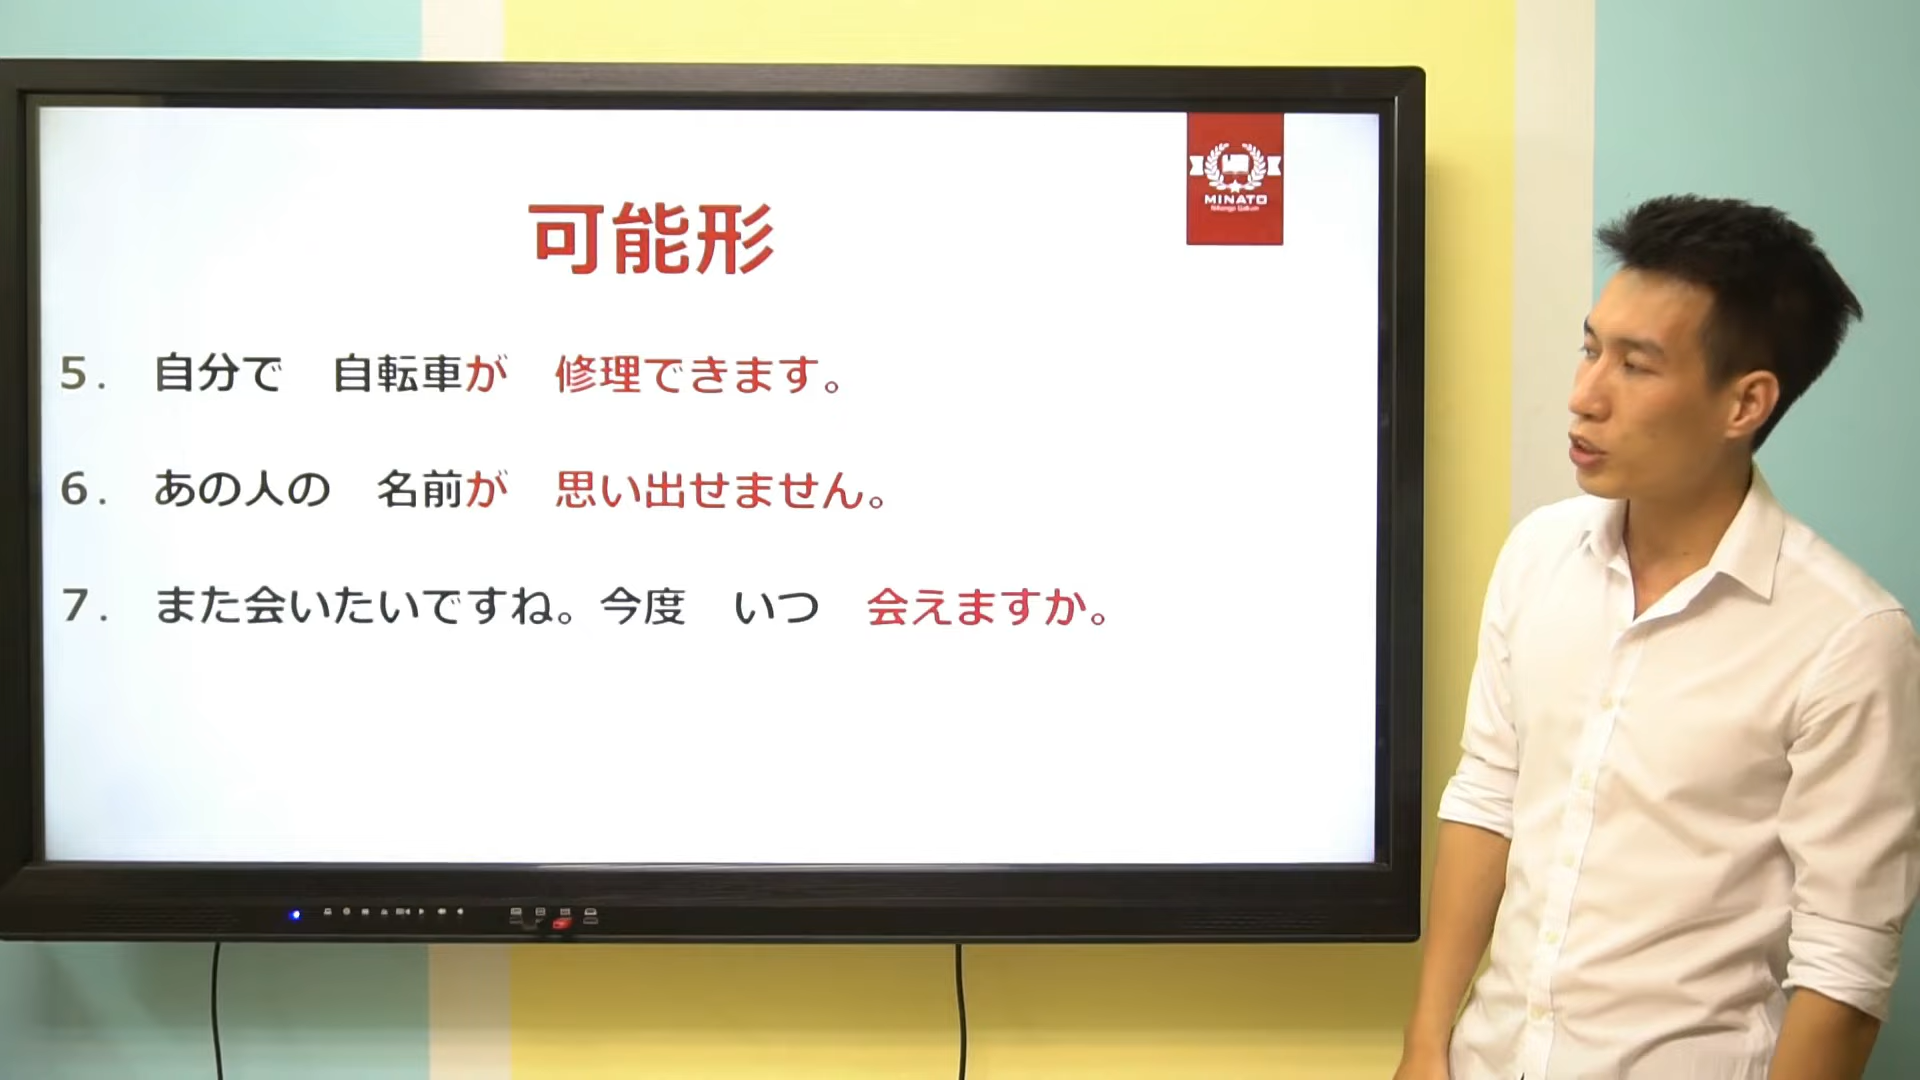 MINATO
可能形
5. 自分で 自転車が 修理できます。
6. あの人の 名前が 思い出せません。
7. また会いたいですね。今度 いつ 会えますか。